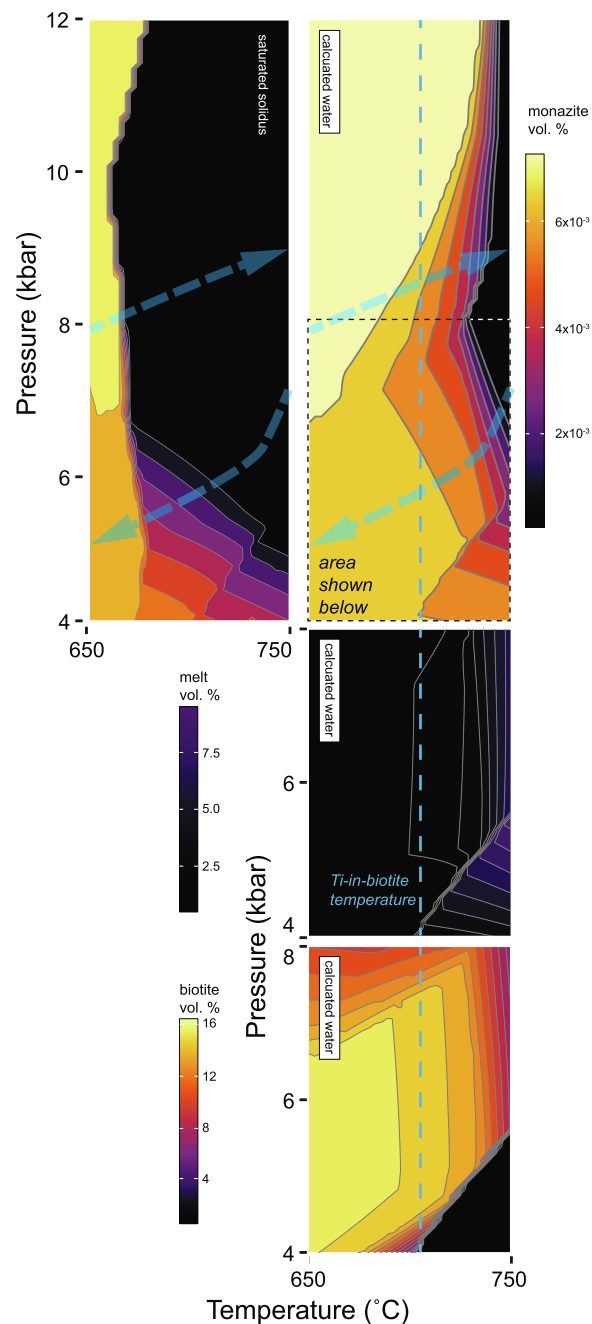 12
10
8
6
4
Pressure (kbar)
650
750
saturated solidus
calcuated water
area
shown
below
monazite
vol. %
6x10-3
4x10-3
2x10-3
melt
vol. %
7.5
5.0
2.5
calcuated water
6
4
Ti-in-biotite
temperature
Pressure (kbar)
biotite
vol. %
16
12
8
4
calcuated water
8
6
4
650
750
Temperature (˚C)